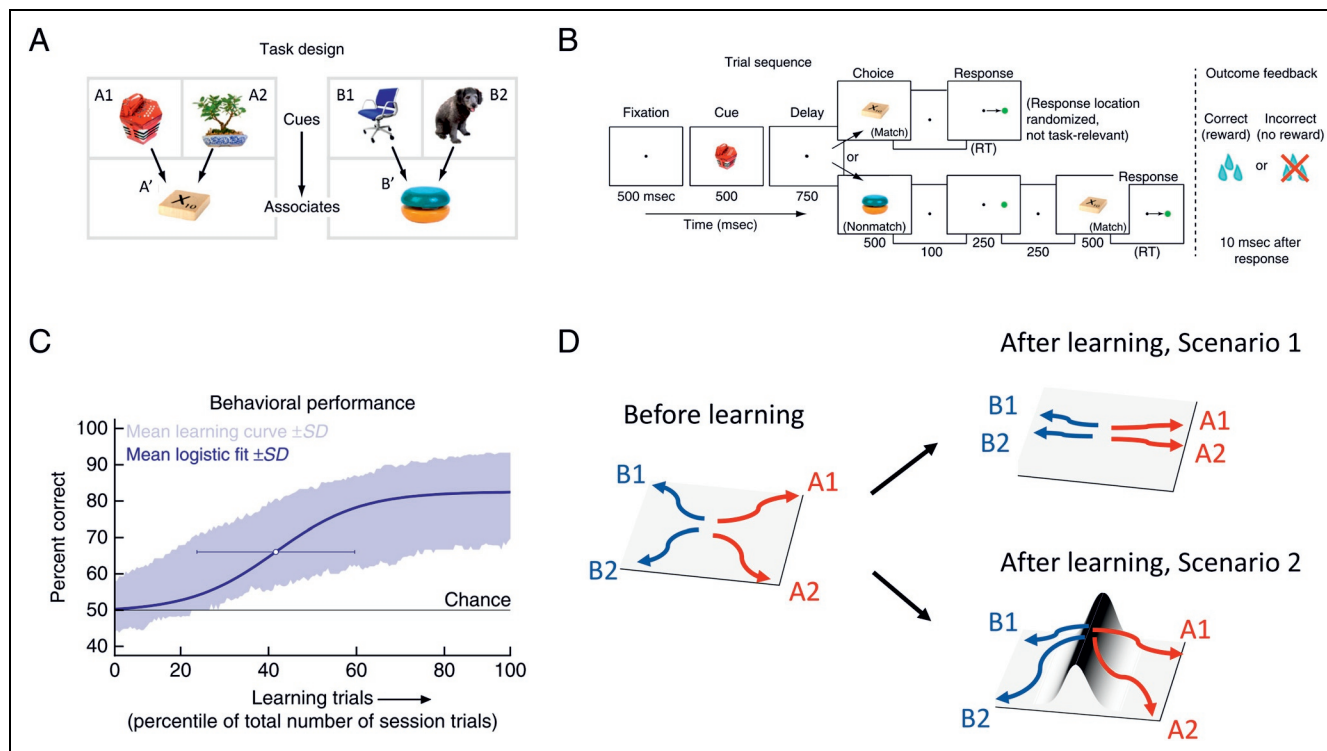 A
Task design
A1
A2
B1
B2
Cues
A'
B'
Associates
X10
B
Trial sequence
Choice
Response
Outcome feedback
Fixation
Cue
Delay
X10
(Match)
(Response location
randomized,
not task-relevant)
Correct
(reward)
Incorrect
(no reward)
or
(RT)
or
Response
500 msec
500
750
X10
Time (msec)
(Nonmatch)
(Match)
500
100
250
250
500
(RT)
10 msec after
response
C
Behavioral performance
Mean learning curve ±SD
Mean logistic fit ±SD
Percent correct
100
90
80
70
60
50
40
Chance
0
20
40
60
80
100
Learning trials
(percentile of total number of session trials)
D
Before learning
B1
A1
B2
A2
After learning, Scenario 1
B1
A1
B2
A2
After learning, Scenario 2
B1
A1
B2
A2